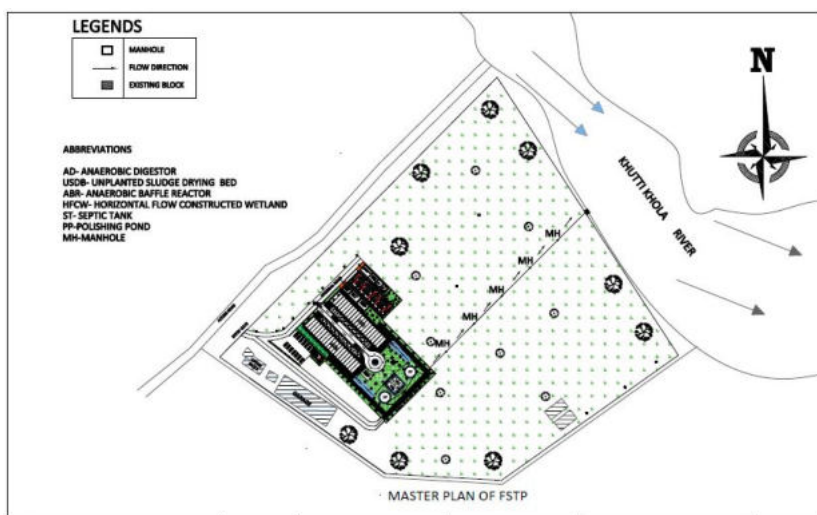 LEGENDS
MANHOLE
FLOW DIRECTION
EXISTING BLOCK
ABBREVIATIONS
AD- ANAEROBIC DIGESTOR
USDB- UNPLANTED SLUDGE DRYING BED
ABR- ANAEROBIC BAFFLE REACTOR
HFCW- HORIZONTAL FLOW CONSTRUCTED WETLAND
ST- SEPTIC TANK
PP-POLISHING POND
MH-MANHOLE
N
KHUTTI KHOLA RIVER
MH
MH
MH
MH
MH
MASTER PLAN OF FSTP